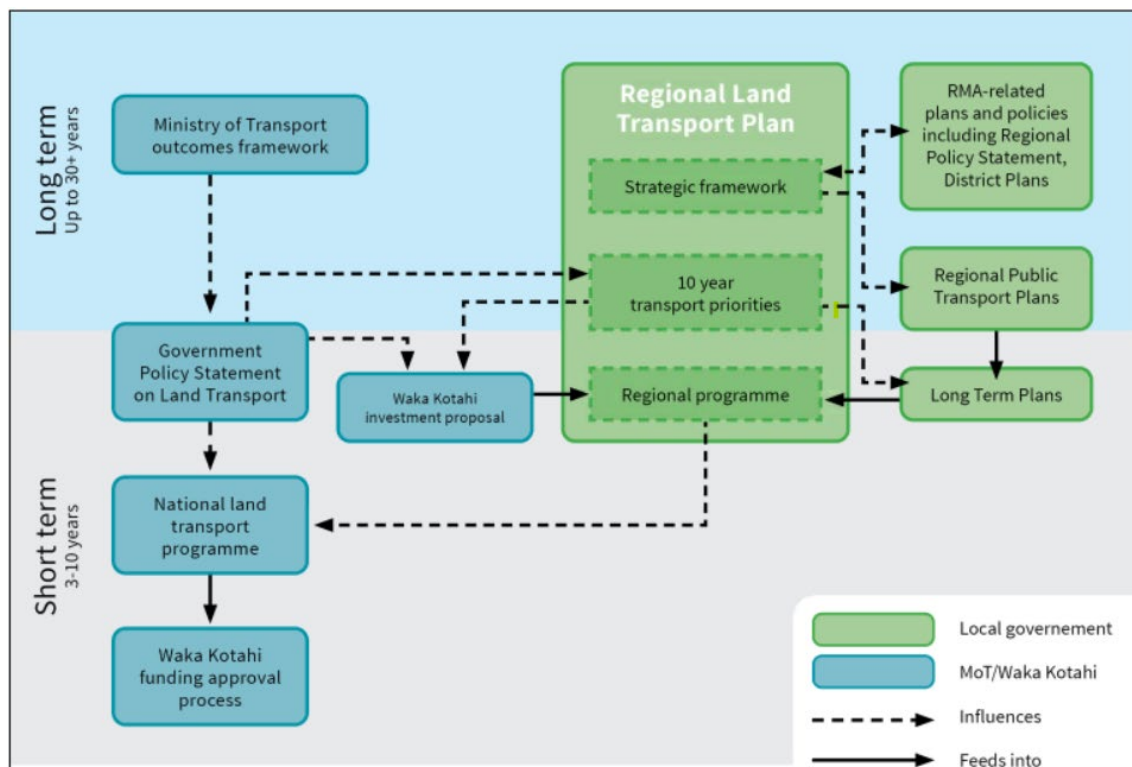 Long term
Up to 30+ years
Ministry of Transport
outcomes framework
Government
Policy Statement
on Land Transport
Waka Kotahi
investment proposal
Regional Land
Transport Plan
Strategic framework
10 year
transport priorities
Regional programme
RMA-related
plans and policies
including Regional
Policy Statement,
District Plans
Regional Public
Transport Plans
Long Term Plans
Short term
3-10 years
National land
transport
programme
Waka Kotahi
funding approval
process
Local governement
MoT/Waka Kotahi
Influences
Feeds into